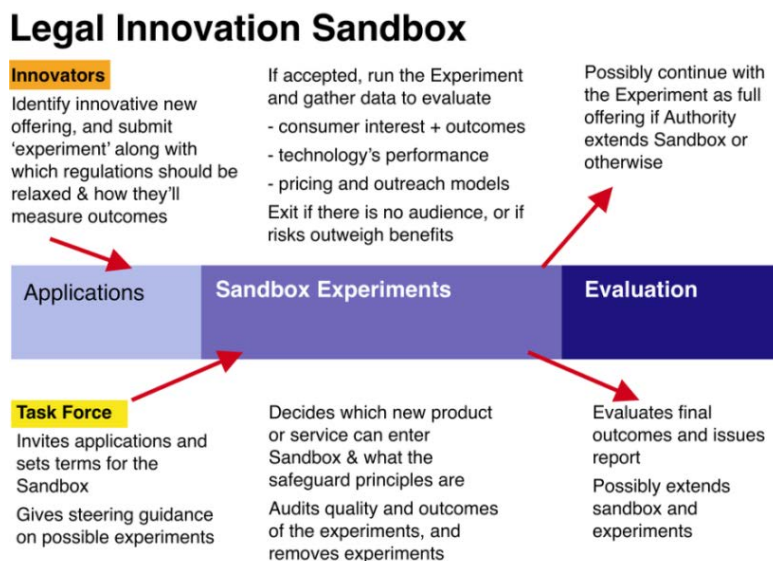 Legal Innovation Sandbox
Innovators
Identify innovative new
offering, and submit
‘experiment’ along with
which regulations should be
relaxed & how they’ll
measure outcomes
If accepted, run the Experiment
and gather data to evaluate
- consumer interest + outcomes
- technology’s performance
- pricing and outreach models
Exit if there is no audience, or if
risks outweigh benefits
Possibly continue with
the Experiment as full
offering if Authority
extends Sandbox or
otherwise
Applications
Sandbox Experiments
Evaluation
Task Force
Invites applications and
sets terms for the
Sandbox
Gives steering guidance
on possible experiments
Decides which new product
or service can enter
Sandbox & what the
safeguard principles are
Audits quality and outcomes
of the experiments, and
removes experiments
Evaluates final
outcomes and issues
report
Possibly extends
sandbox and
experiments